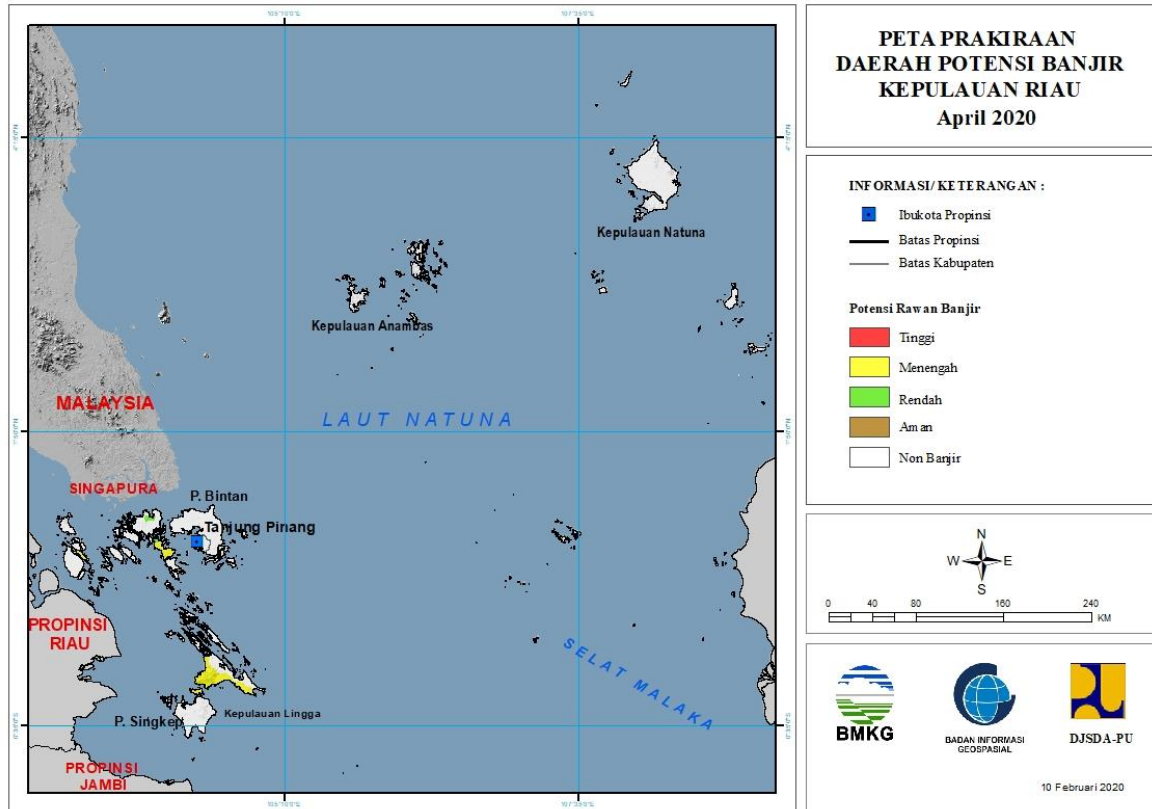 PETA PRAKIRAAN
DAERAH POTENSI BANJIR
KEPULAUAN RIAU
April 2020
INFORMASI/ KETERANGAN :
Ibukota Propinsi
Batas Propinsi
Batas Kabupaten
Potensi Rawan Banjir
Tinggi
Menengah
Rendah
Aman
Non Banjir
N
W E
S
0 40 80 160 240
KM
BMKG
BADAN INFORMASI
GEOSPASIAL
DJSDA-PU
10 Februari 2020
Kepulauan Natuna
Kepulauan Anambas
MALAYSIA
LAUT NATUNA
SINGAPURA
P. Bintan
Tanjung Pinang
PROPINSI
RIAU
SELAT MALAKA
Kepulauan Lingga
P. Singkep
PROPINSI
JAMBI